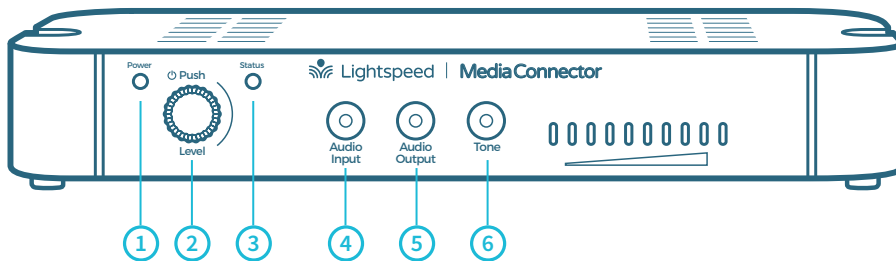 Power
⏻ Push
Status
Level
Lightspeed | MediaConnector
Audio
Input
Audio
Output
Tone
1
2
3
4
5
6